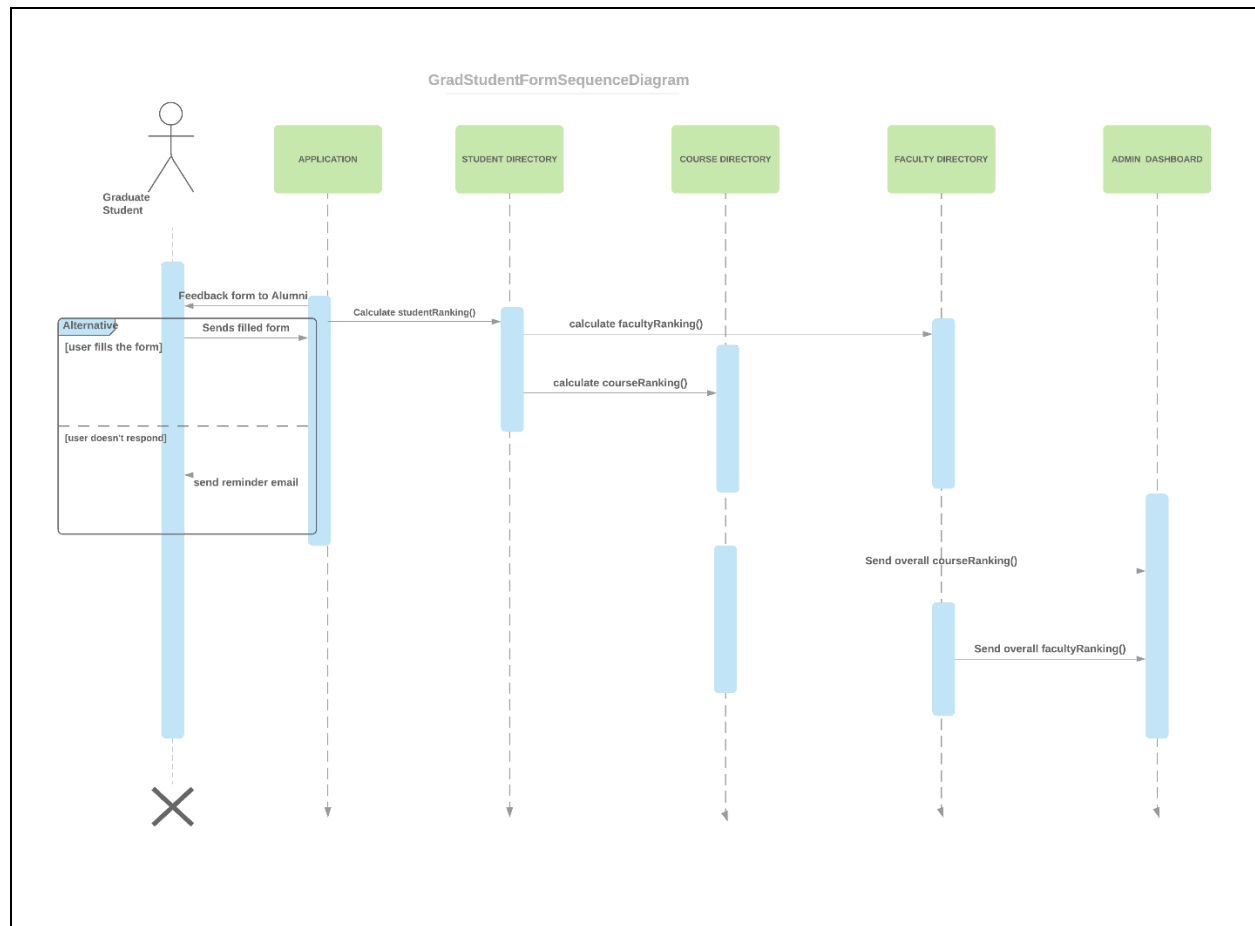 GradStudentFormSequenceDiagram
Graduate
Student
APPLICATION
STUDENT DIRECTORY
COURSE DIRECTORY
FACULTY DIRECTORY
ADMIN DASHBOARD
Feedback form to Alumni
Calculate studentRanking()
Alternative
Sends filled form
calculate facultyRanking()
[user fills the form]
calculate courseRanking()
[user doesn't respond]
send reminder email
Send overall courseRanking()
Send overall facultyRanking()